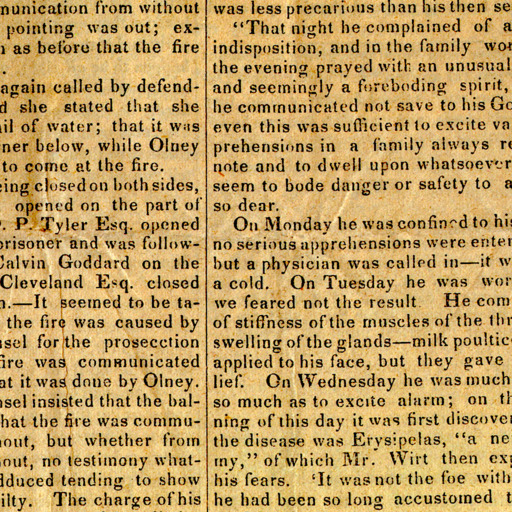 munication from without
pointing was out; ex-
n as before that the fire
again called by defend-
d she stated that she
ail of water; that it was
ner below, while Olney
to come at the fire.
eing closed on both sides,
opened on the part of
P. P. Tyler Esq. opened
prisoner and was follow-
Calvin Goddard on the
Cleveland Esq. closed
n.—It seemed to be ta-
the fire was caused by
nsel for the prosecction
fire was communicated
at it was done by Olney.
nsel insisted that the bal-
hat the fire was commu-
hout, but whether from
hout, no testimony what-
dduced tending to show
ilty. The charge of his
was less precarious than his then se
"That night he complained of a
indisposition, and in the family wor
the evening prayed with an unusual
and seemingly a foreboding spirit,
he communicated not save to his Go
even this was sufficient to excite va
prehensions in a family always re
note and to dwell upon whatsoever
seem to bode danger or safety to a
so dear.
On Monday he was confined to his
no serious apprehensions were enter
but a physician was called in—it w
a cold. On Tuesday he was wor
we feared not the result. He com
of stiffness of the muscles of the thr
swelling of the glands—milk poultic
applied to his face, but they gave
lief. On Wednesday he was much
so much as to excite alarm; on th
ning of this day it was first discover
the disease was Erysipelas, "a ne
my," of which Mr. Wirt then exp
his fears. 'It was not the foe with
he had been so long accustomed t